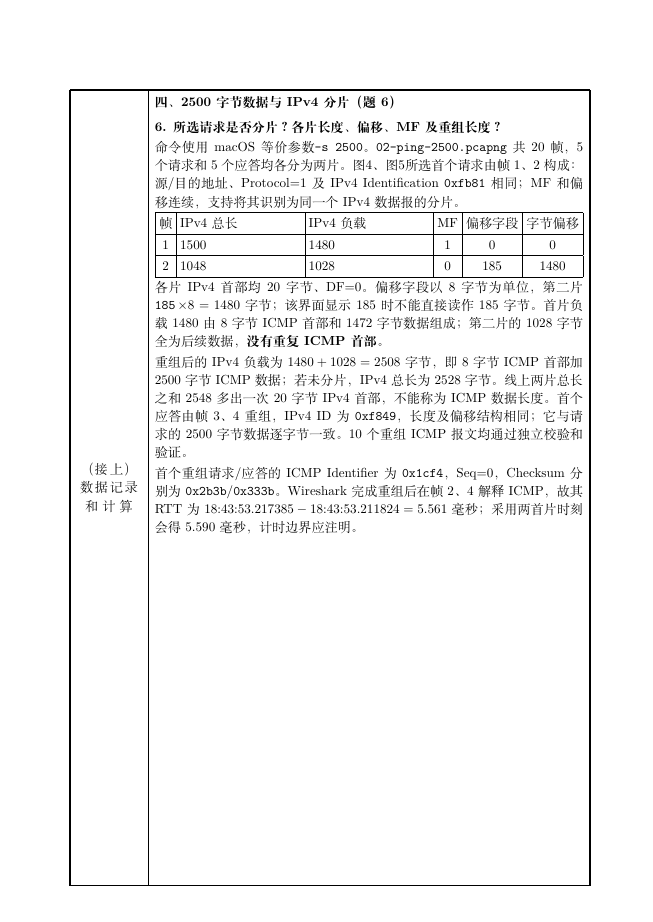 四、2500 字节数据与 IPv4 分片（题 6）
6. 所选请求是否分片？各片长度、偏移、MF 及重组长度？
命令使用 macOS 等价参数-s 2500。02-ping-2500.pcapng 共 20 帧，5
个请求和 5 个应答均各分为两片。图4、图5所选首个请求由帧 1、2 构成：
源/目的地址、Protocol=1 及 IPv4 Identification 0xfb81 相同；MF 和偏
移连续，支持将其识别为同一个 IPv4 数据报的分片。
帧 IPv4 总长 IPv4 负载 MF 偏移字段 字节偏移
1 1500 1480 1 0 0
2 1048 1028 0 185 1480
各片 IPv4 首部均 20 字节、DF=0。偏移字段以 8 字节为单位，第二片
185×8 = 1480 字节；该界面显示 185 时不能直接读作 185 字节。首片负
载 1480 由 8 字节 ICMP 首部和 1472 字节数据组成；第二片的 1028 字节
全为后续数据，没有重复 ICMP 首部。
重组后的 IPv4 负载为 1480 + 1028 = 2508 字节，即 8 字节 ICMP 首部加
2500 字节 ICMP 数据；若未分片，IPv4 总长为 2528 字节。线上两片总长
之和 2548 多出一次 20 字节 IPv4 首部，不能称为 ICMP 数据长度。首个
应答由帧 3、4 重组，IPv4 ID 为 0xf849，长度及偏移结构相同；它与请
求的 2500 字节数据逐字节一致。10 个重组 ICMP 报文均通过独立校验和
验证。
首个重组请求/应答的 ICMP Identifier 为 0x1cf4，Seq=0，Checksum 分
别为 0x2b3b/0x333b。Wireshark 完成重组后在帧 2、4 解释 ICMP，故其
RTT 为 18:43:53.217385 − 18:43:53.211824 = 5.561 毫秒；采用两首片时刻
会得 5.590 毫秒，计时边界应注明。
（接上）
数据记录
和计算